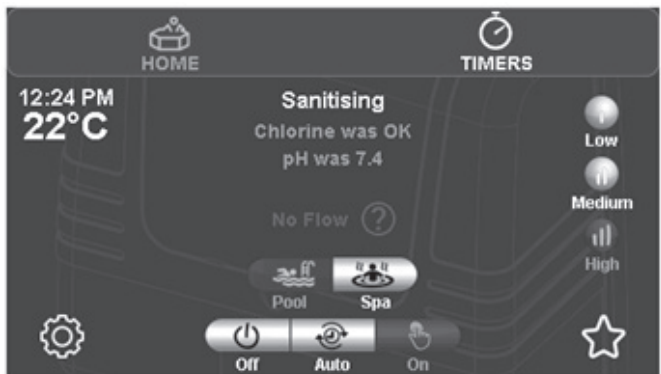 HOME
TIMERS
12:24 PM
22°C
Sanitising
Chlorine was OK
pH was 7.4
No Flow ?
Low
Medium
High
Pool
Spa
Off
Auto
On